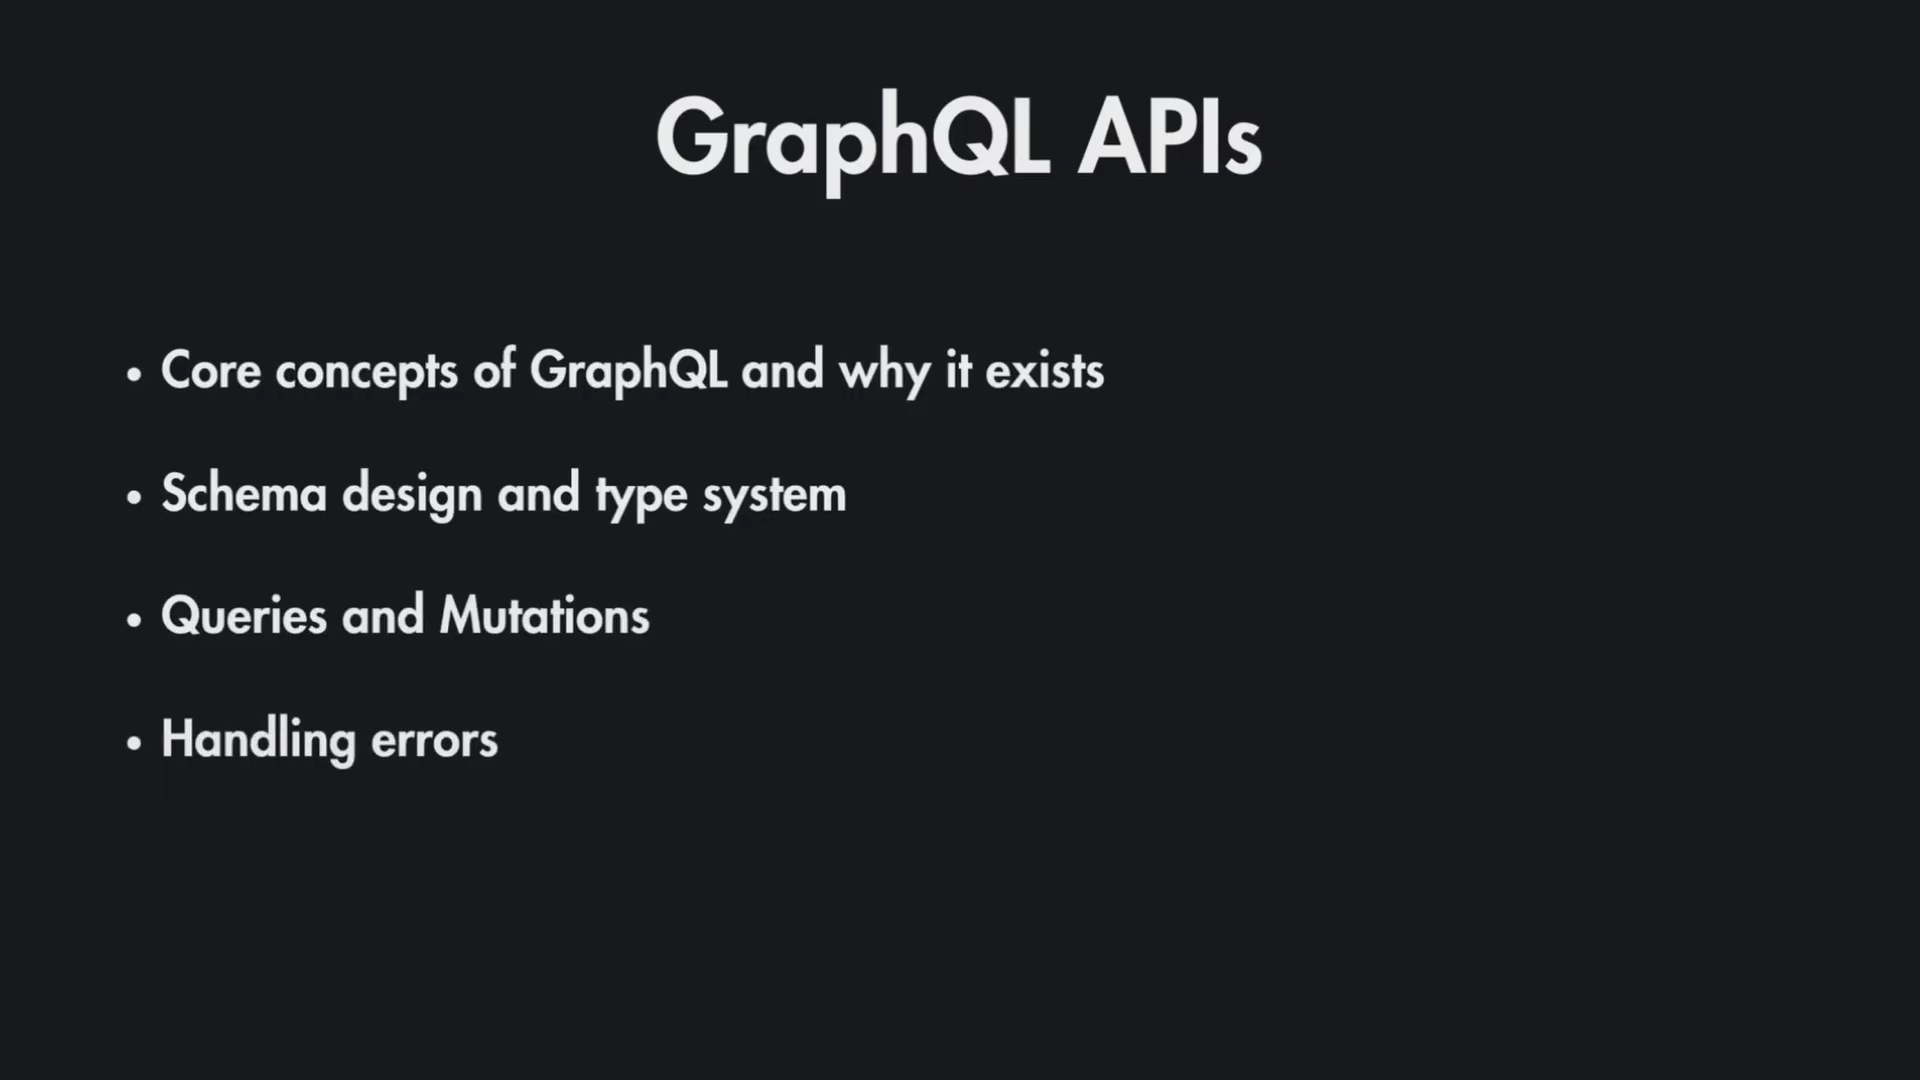 GraphQL APIs
• Core concepts of GraphQL and why it exists
• Schema design and type system
• Queries and Mutations
• Handling errors